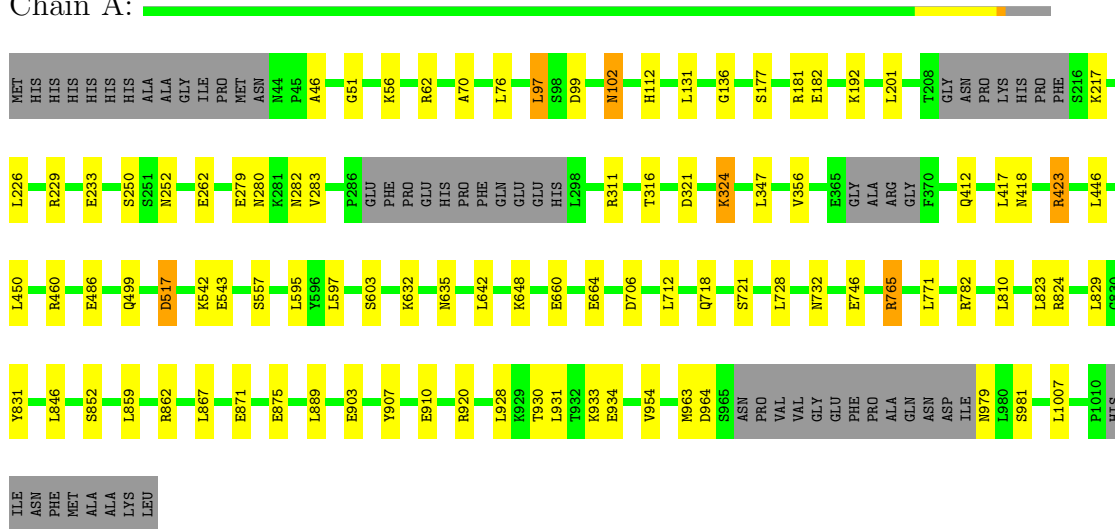 Chain A:
MET HIS HIS HIS HIS HIS HIS ALA ALA GLY ILE PRO MET ASN N44 P45 A46 G51 K56 R62 A70 L76 L97 S98 D99 N102 H112 L131 G136 S177 R181 E182 K192 L201 T208 GLY ASN PRO LYS HIS PRO PHE S216 K217
L226 R229 E233 S250 S251 N252 E262 E279 N280 K281 N282 V283 P286 GLU PHE PRO GLU HIS PRO PHE GLN GLU GLU HIS L298 R311 T316 D321 K324 L347 V356 E365 GLY ALA ARG GLY F370 Q412 L417 N418 R423 L446
L450 R460 E486 Q499 D517 K542 E543 S557 L595 Y596 L597 S603 K632 N635 L642 K648 E660 E664 D706 L712 Q718 S721 L728 N732 E746 R765 L771 R782 L810 L823 R824 L829 G830
Y831 L846 S852 L859 R862 L867 E871 E875 L889 E903 Y907 E910 R920 L928 K929 T930 L931 T932 K933 E934 V954 M963 D964 S965 ASN PRO VAL VAL GLY GLU PHE PRO ALA GLN ASN ASP ILE N979 L980 S981 L1007 P1010 HIS
ILE ASN PHE MET ALA ALA LYS LEU